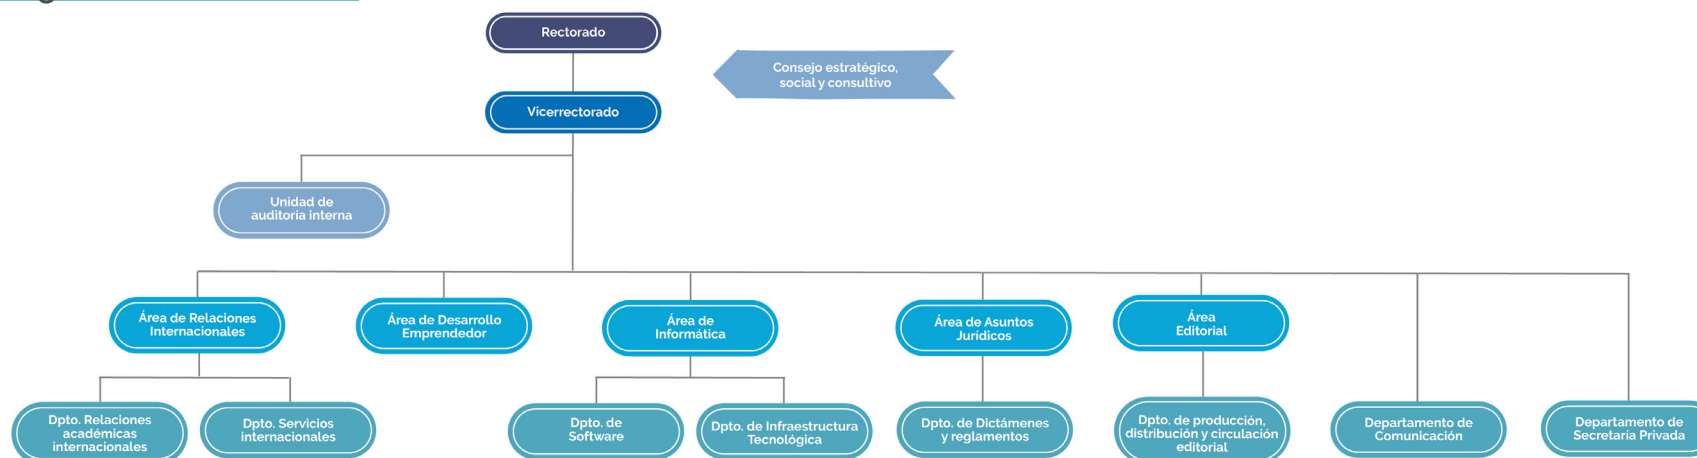 Rectorado
Consejo estratégico,
social y consultivo
Vicerrectorado
Unidad de
auditoria interna
Área de Relaciones
Internacionales
Área de Desarrollo
Emprendedor
Área de
Informática
Área de Asuntos
Jurídicos
Área
Editorial
Dpto. Relaciones
académicas
internacionales
Dpto. Servicios
internacionales
Dpto. de
Software
Dpto. de Infraestructura
Tecnológica
Dpto. de Dictámenes
y reglamentos
Dpto. de producción,
distribución y circulación
editorial
Departamento de
Comunicación
Departamento de
Secretaría Privada